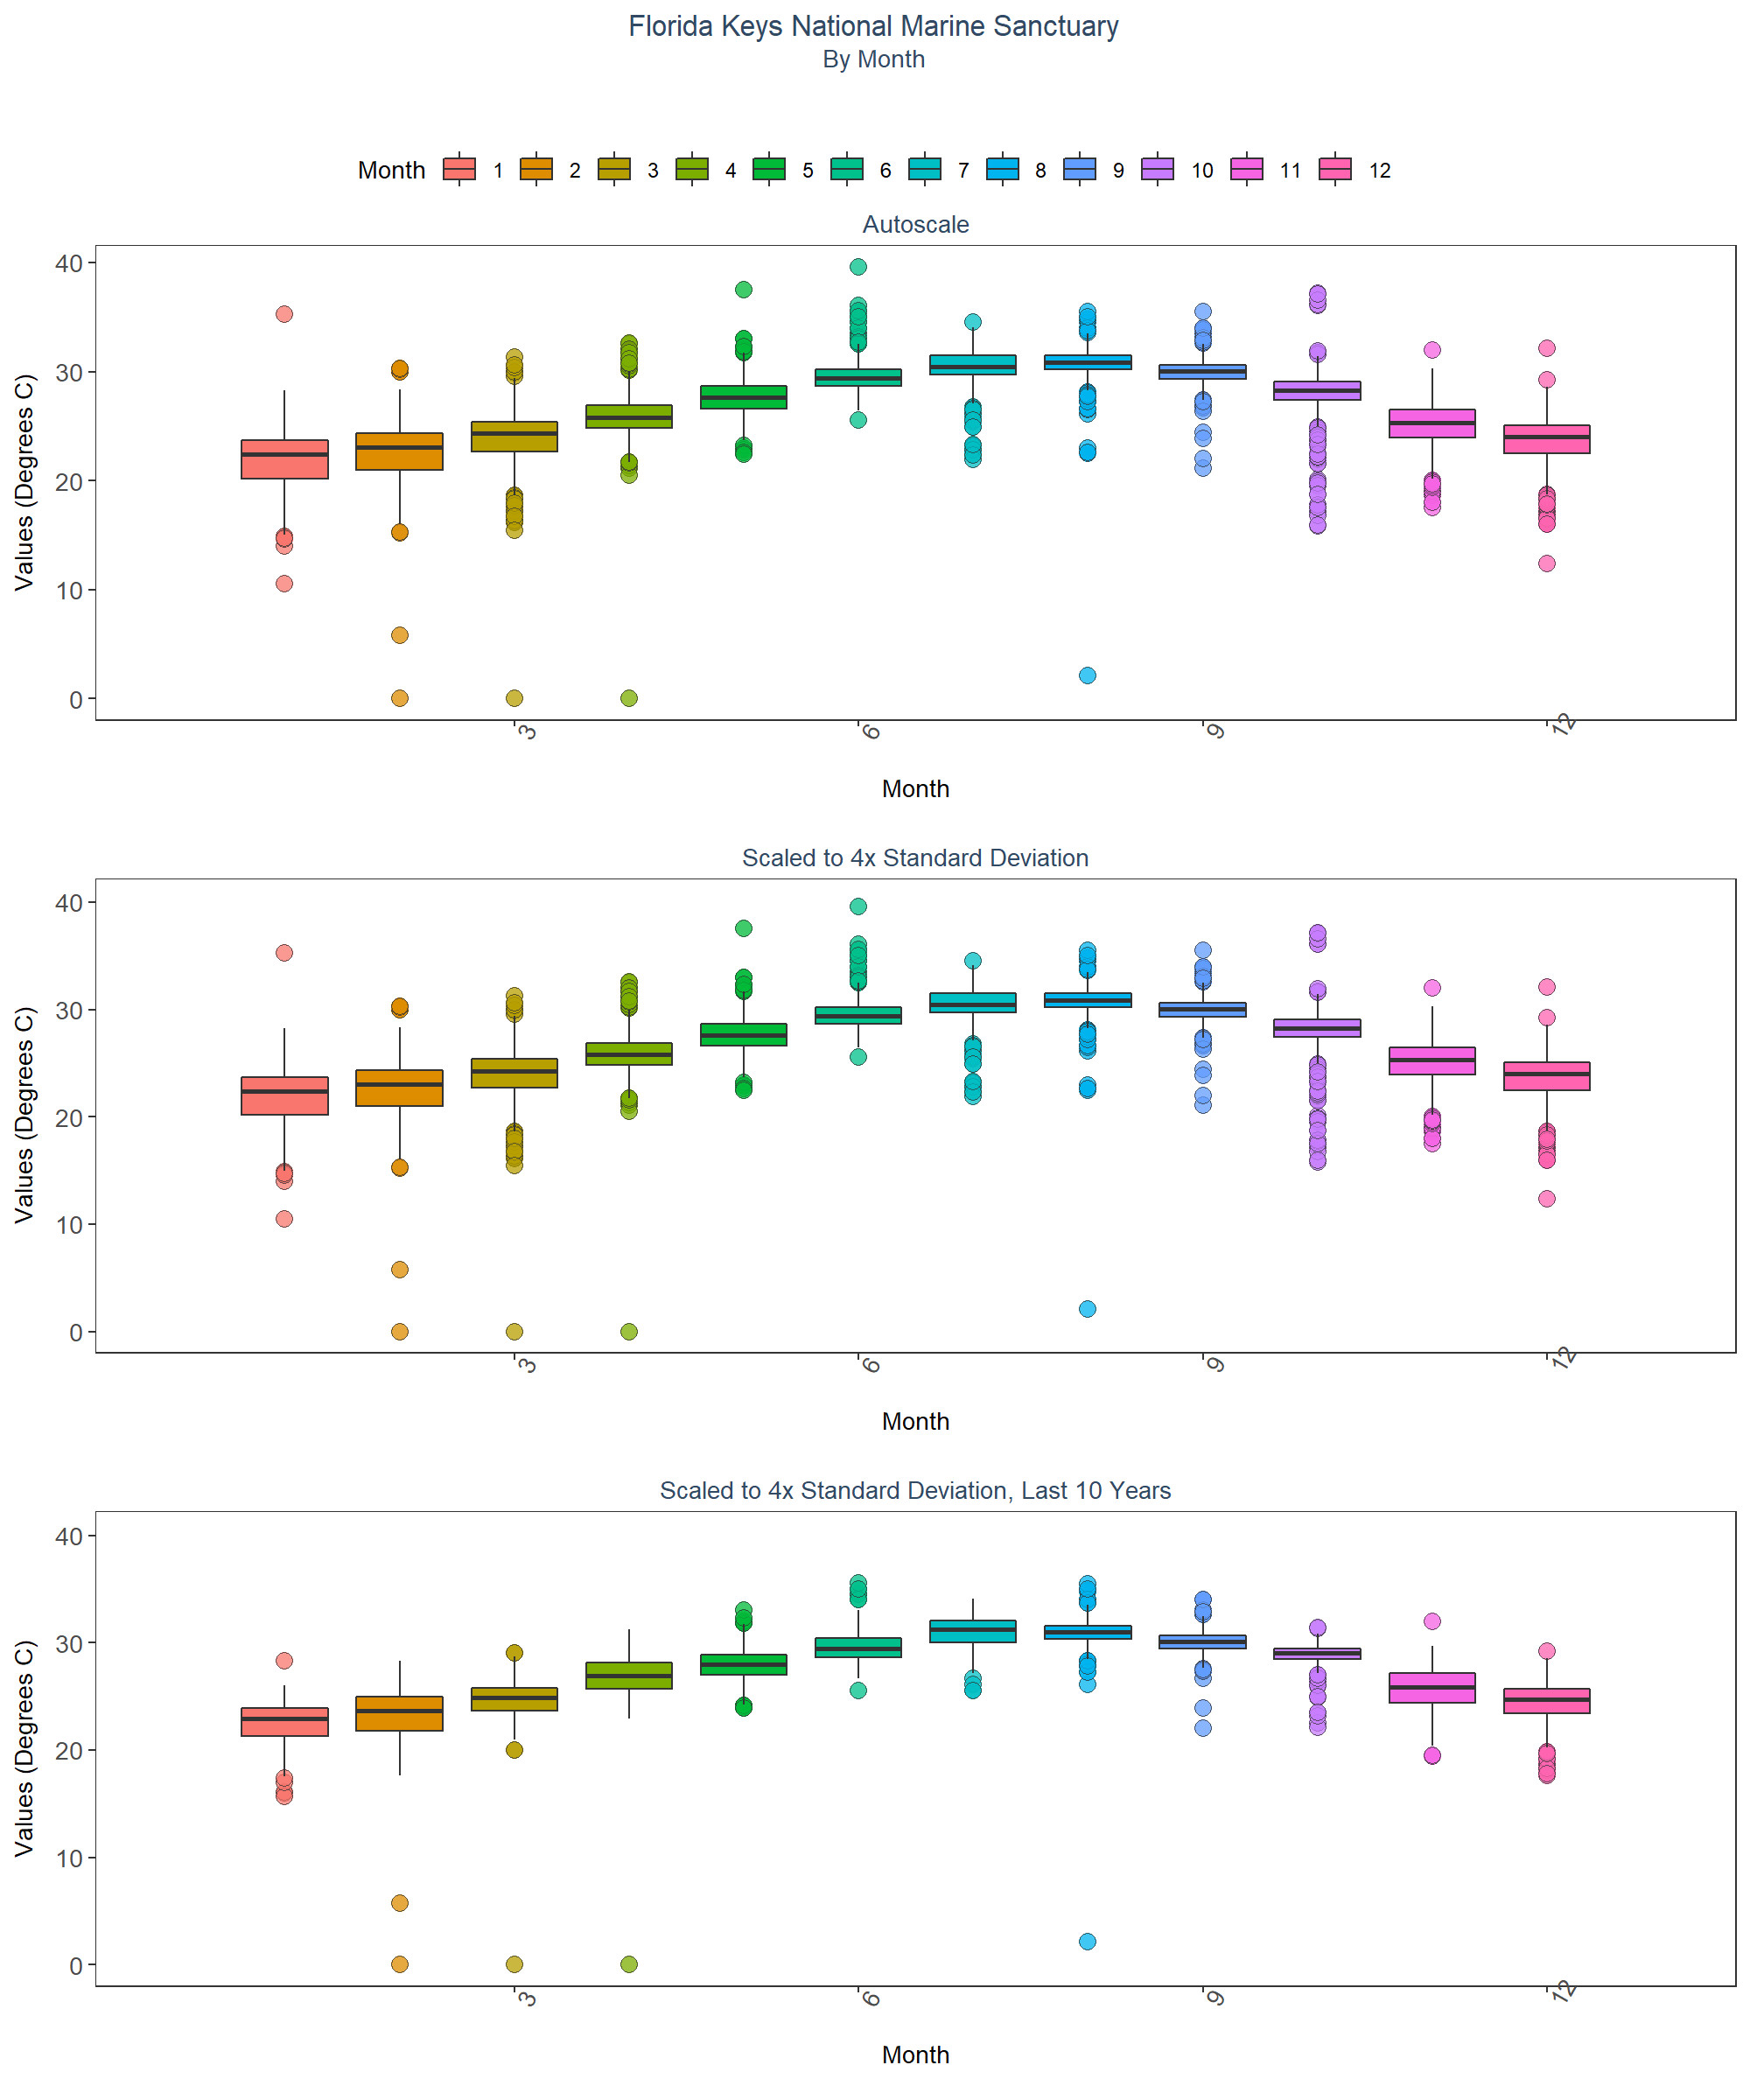 Florida Keys National Marine Sanctuary
By Month
Month 1 2 3 4 5 6 7 8 9 10 11 12
Autoscale
Values (Degrees C)
40
30
20
10
0
3 6 9 12
Month
Scaled to 4x Standard Deviation
Values (Degrees C)
40
30
20
10
0
3 6 9 12
Month
Scaled to 4x Standard Deviation, Last 10 Years
Values (Degrees C)
40
30
20
10
0
3 6 9 12
Month